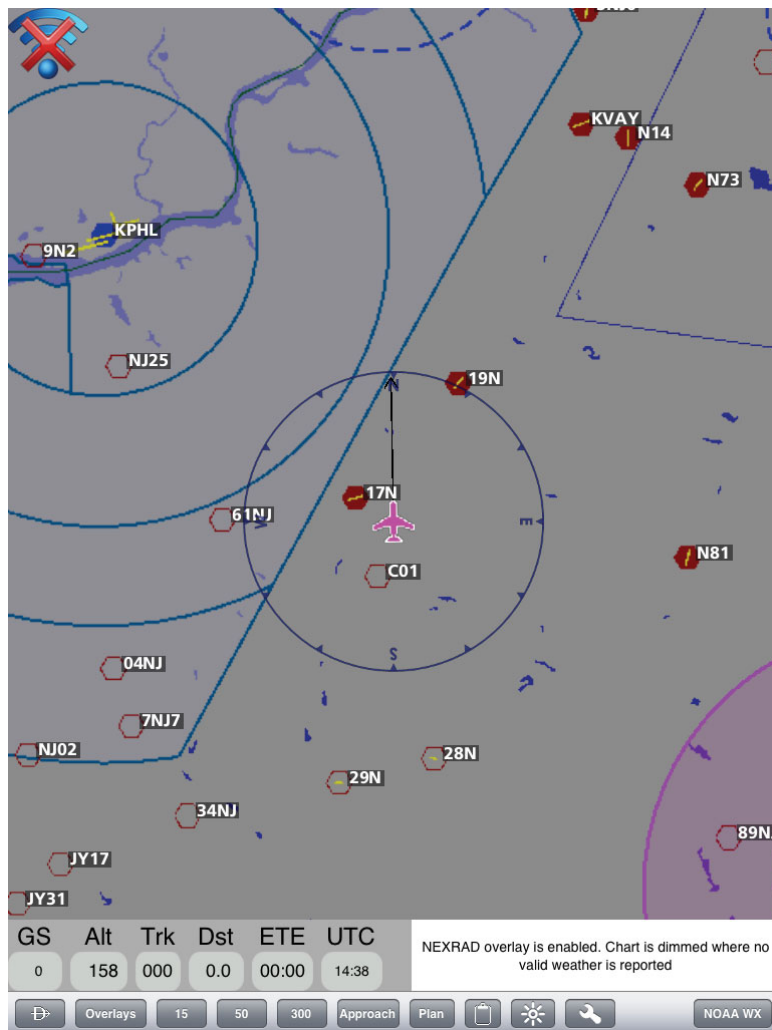 KVAY
N14
N73
KPHL
9N2
NJ25
19N
N
17N
61NJ
W
E
N81
C01
S
04NJ
7NJ7
NJ02
28N
29N
34NJ
JY17
JY31
GS Alt Trk Dst ETE UTC
0 158 000 0.0 00:00 14:38
NEXRAD overlay is enabled. Chart is dimmed where no
valid weather is reported
D Overlays 15 50 300 Approach Plan NOAA WX